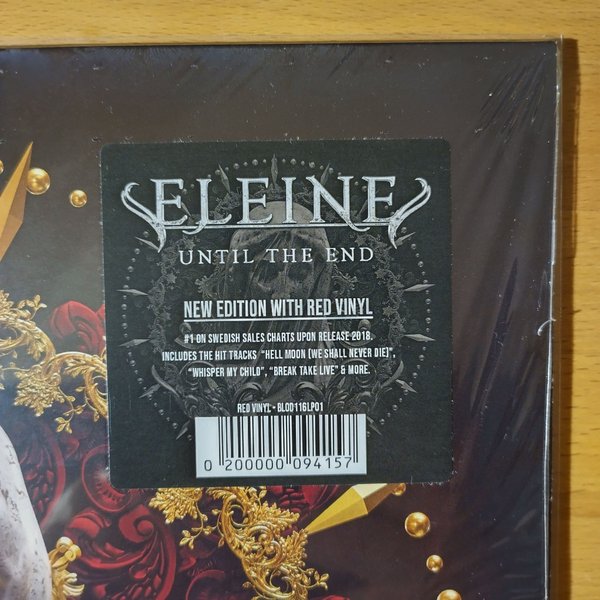 ELEINE
UNTIL THE END
NEW EDITION WITH RED VINYL
#1 ON SWEDISH SALES CHARTS UPON RELEASE 2018.
INCLUDES THE HIT TRACKS "HELL MOON (WE SHALL NEVER DIE)",
"WHISPER MY CHILD", "BREAK TAKE LIVE" & MORE.
RED VINYL - BLOD116LP01
0 200000 094157